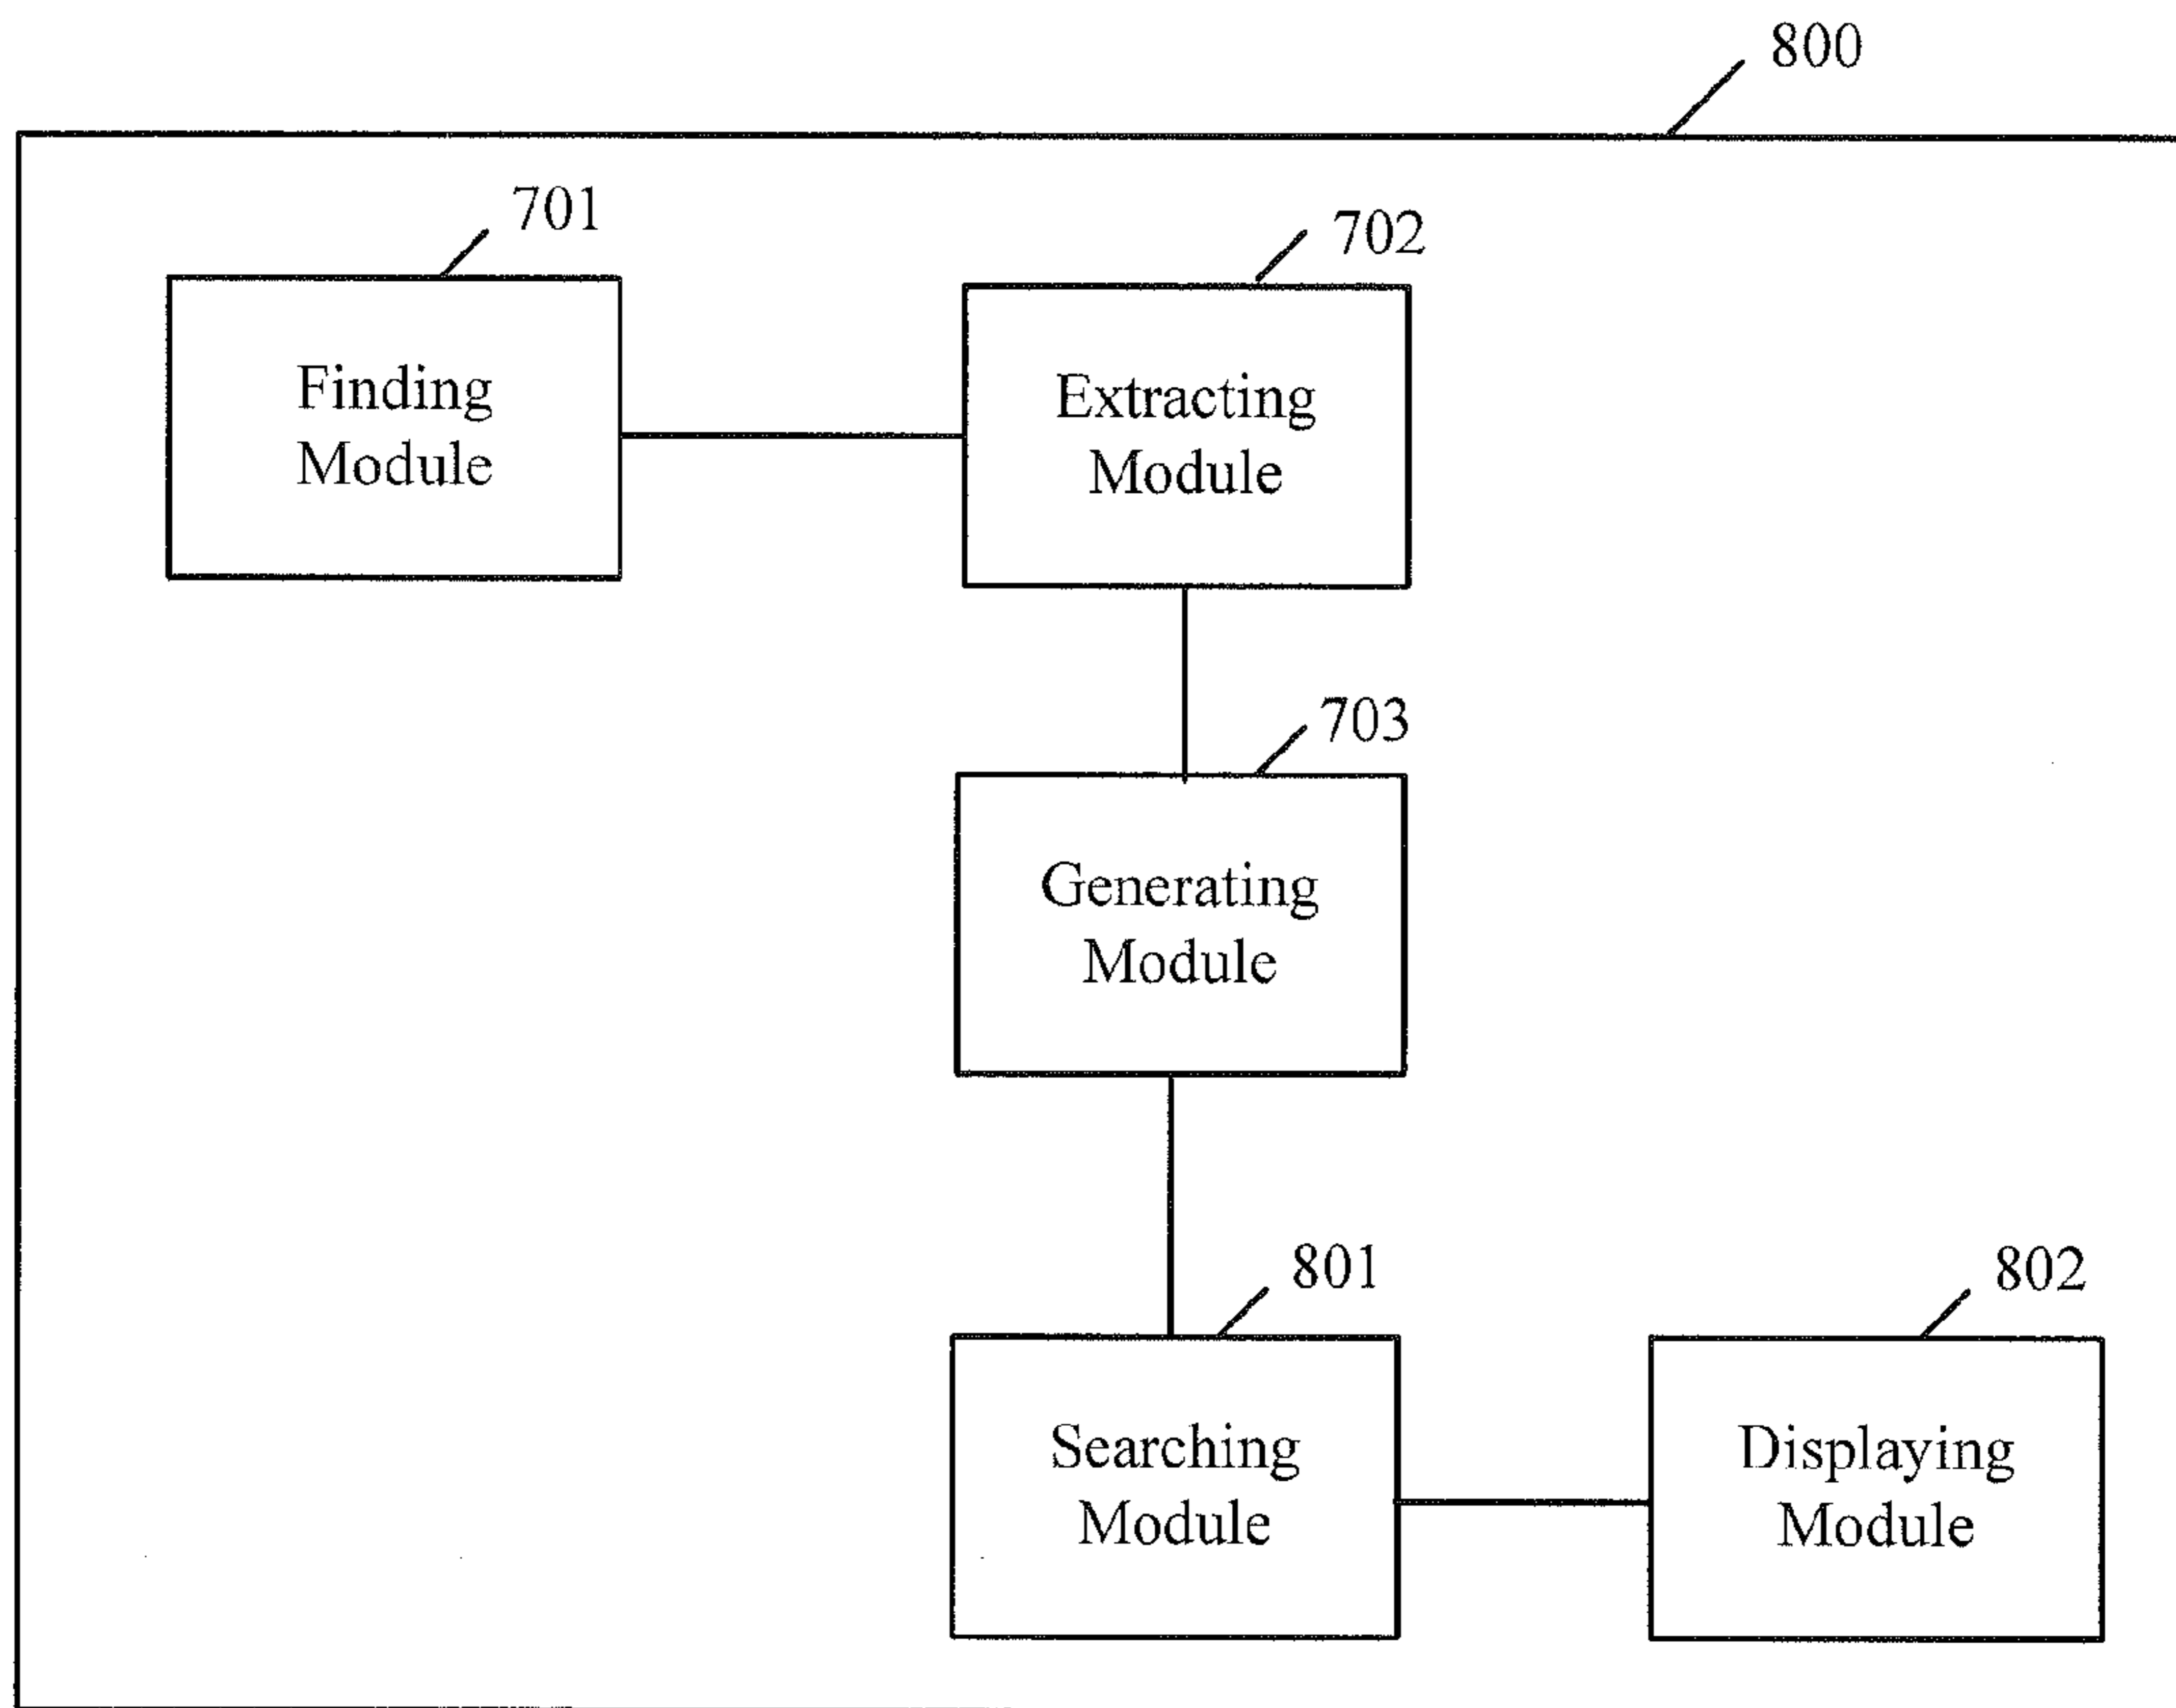 800
701
702
Finding
Module
Extracting
Module
703
Generating
Module
801
802
Searching
Module
Displaying
Module